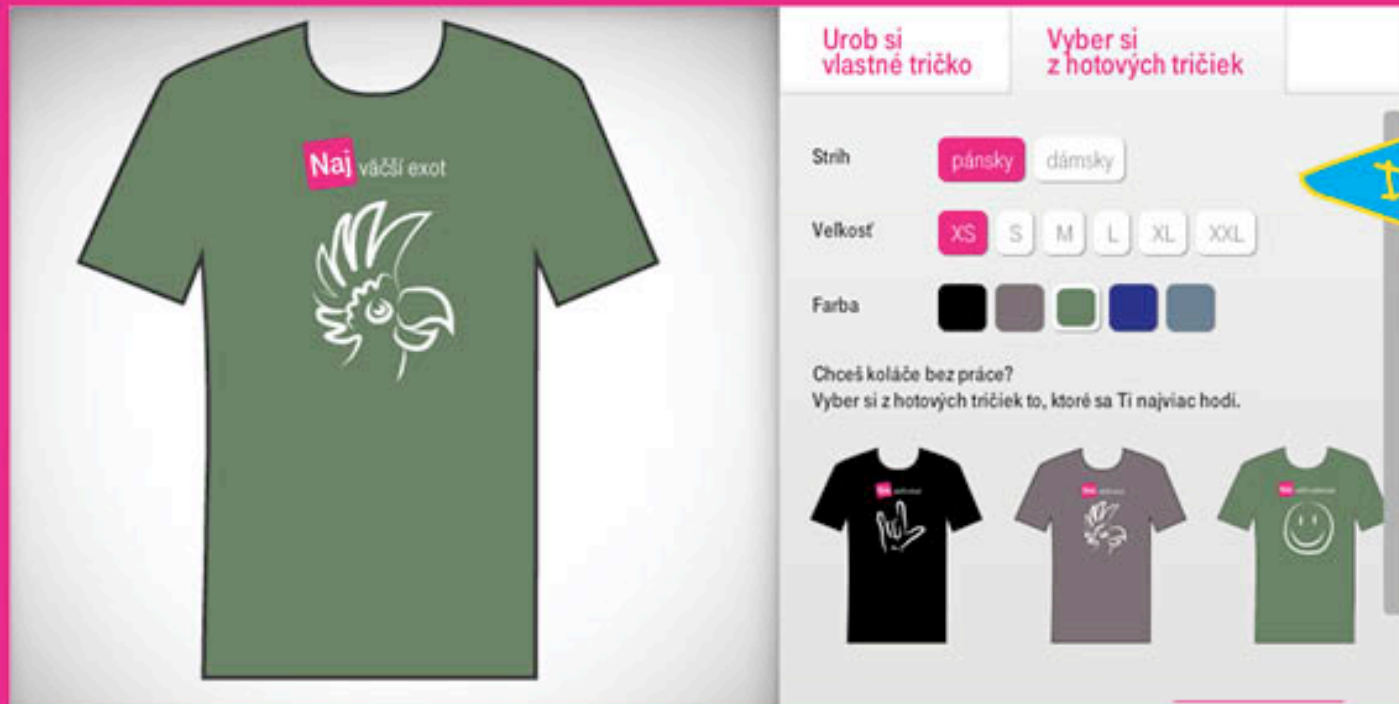 Naj väčší exot
Urob si
vlastné tričko
Vyber si
z hotových tričiek
Strih
pánsky
dámsky
Veľkosť
XS
S
M
L
XL
XXL
Farba
Chceš koláče bez práce?
Vyber si z hotových tričiek to, ktoré sa Ti najviac hodí.